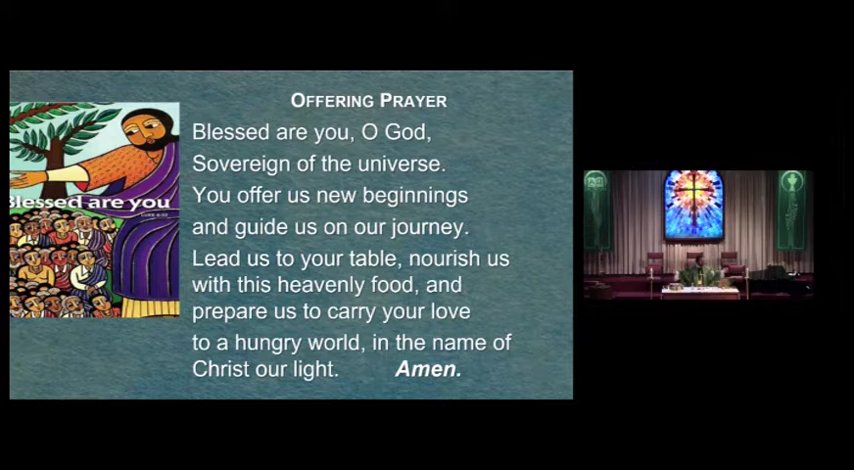 OFFERING PRAYER
Blessed are you, O God,
Sovereign of the universe.
You offer us new beginnings
and guide us on our journey.
Lead us to your table, nourish us
with this heavenly food, and
prepare us to carry your love
to a hungry world, in the name of
Christ our light. Amen.
Blessed are you